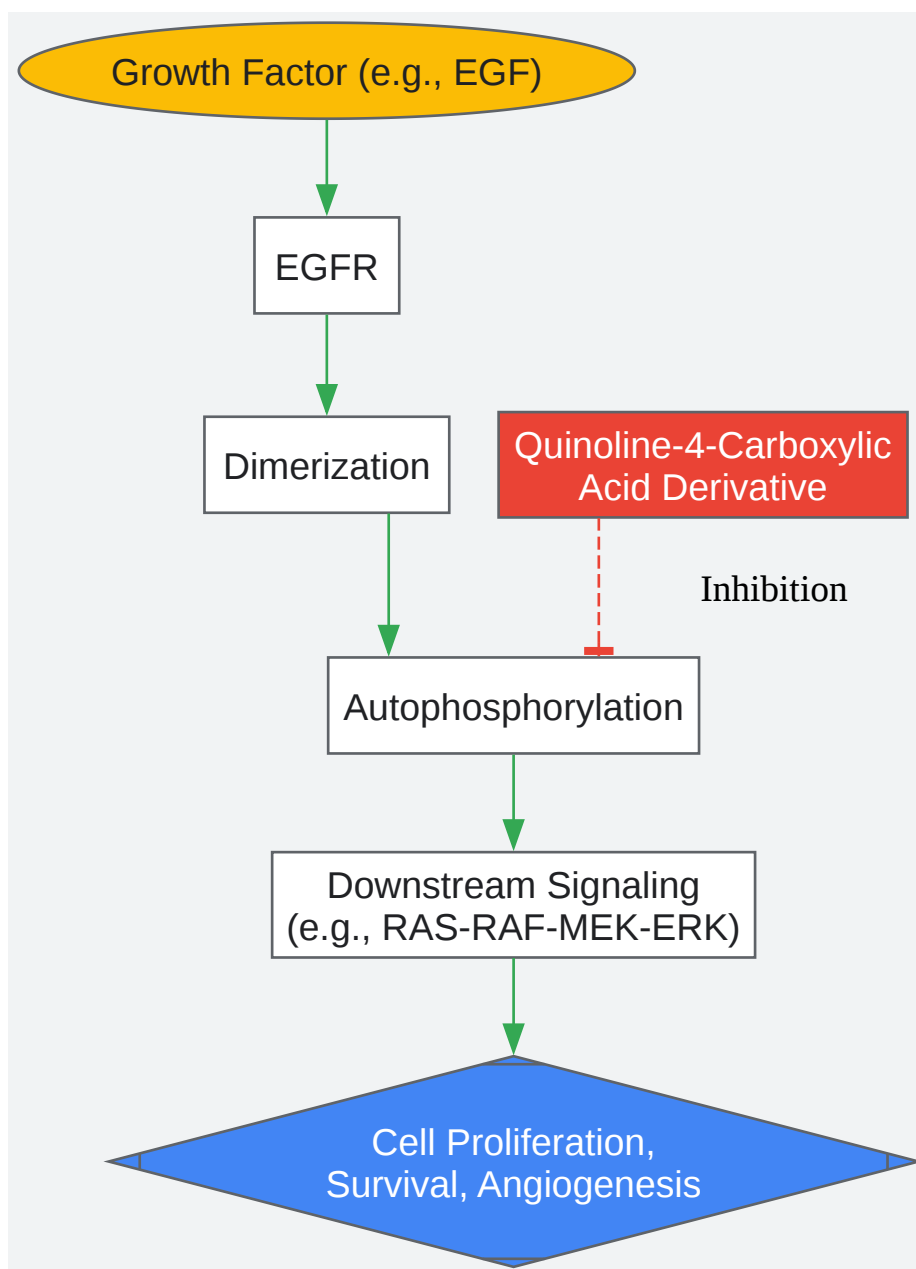 Growth Factor (e.g., EGF)
EGFR
Dimerization
Quinoline-4-Carboxylic
Acid Derivative
Inhibition
Autophosphorylation
Downstream Signaling
(e.g., RAS-RAF-MEK-ERK)
Cell Proliferation,
Survival, Angiogenesis